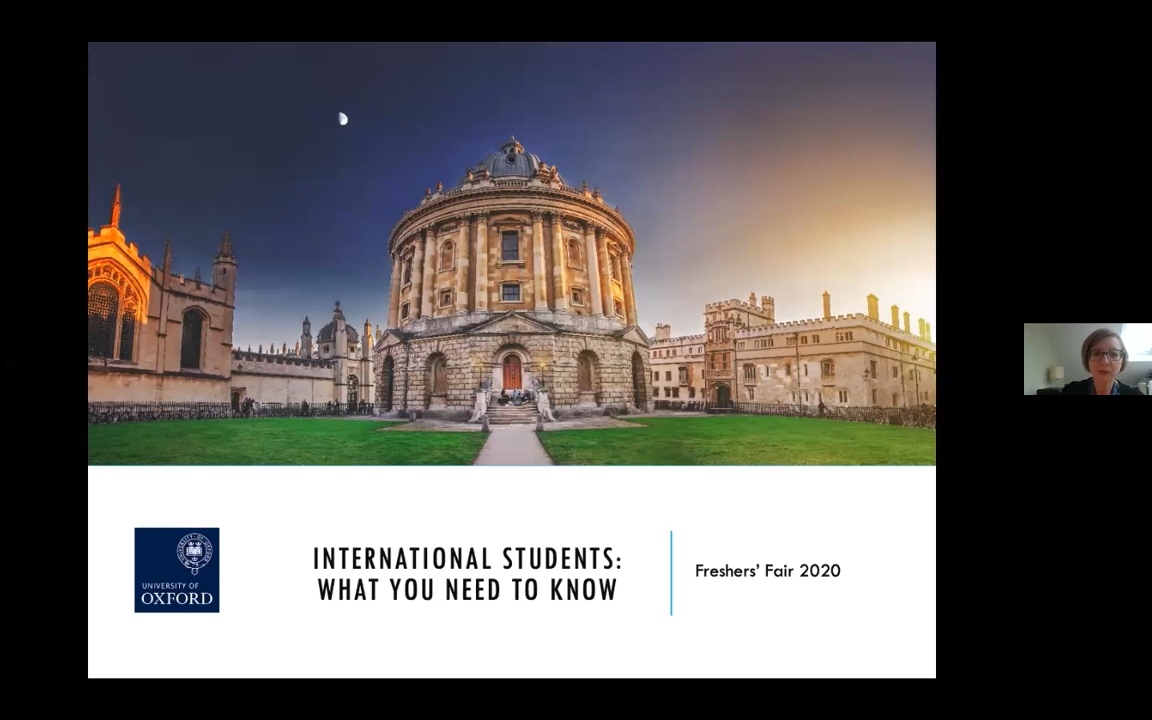 UNIVERSITY OF
OXFORD
INTERNATIONAL STUDENTS:
WHAT YOU NEED TO KNOW
Freshers' Fair 2020